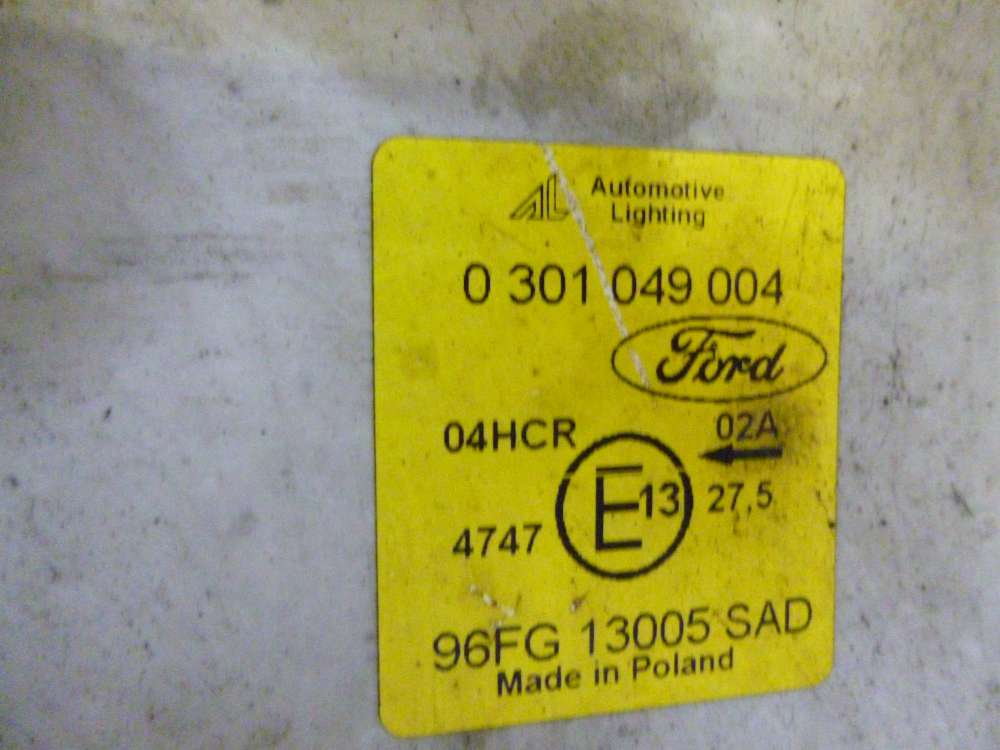 AL Automotive
Lighting
0 301 049 004
Ford
04HCR
02A
E13
27,5
4747
96FG 13005 SAD
Made in Poland